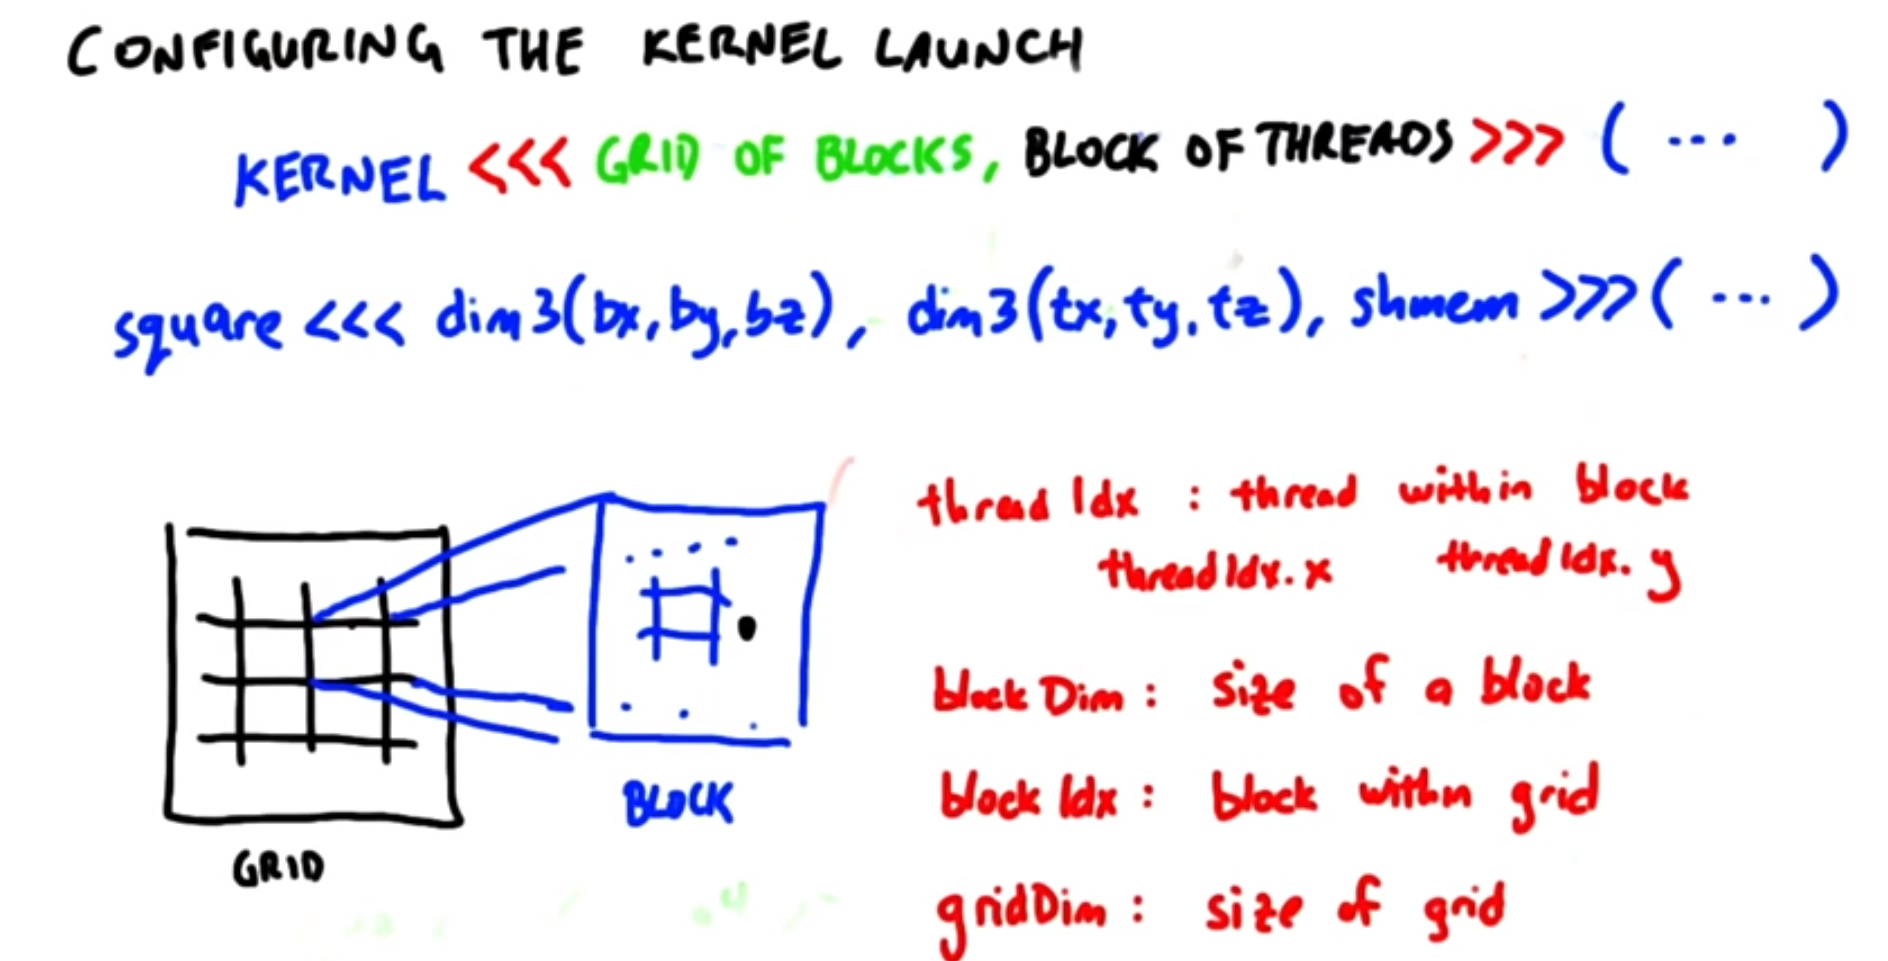 CONFIGURING THE KERNEL LAUNCH
KERNEL <<< GRID OF BLOCKS, BLOCK OF THREADS >>> ( ... )
square <<< dim3(bx, by, bz), dim3(tx, ty, tz), shmem >>> ( ... )
threadIdx : thread within block
threadIdx.x threadIdx.y
blockDim : size of a block
blockIdx : block within grid
gridDim : size of grid
BLOCK
GRID